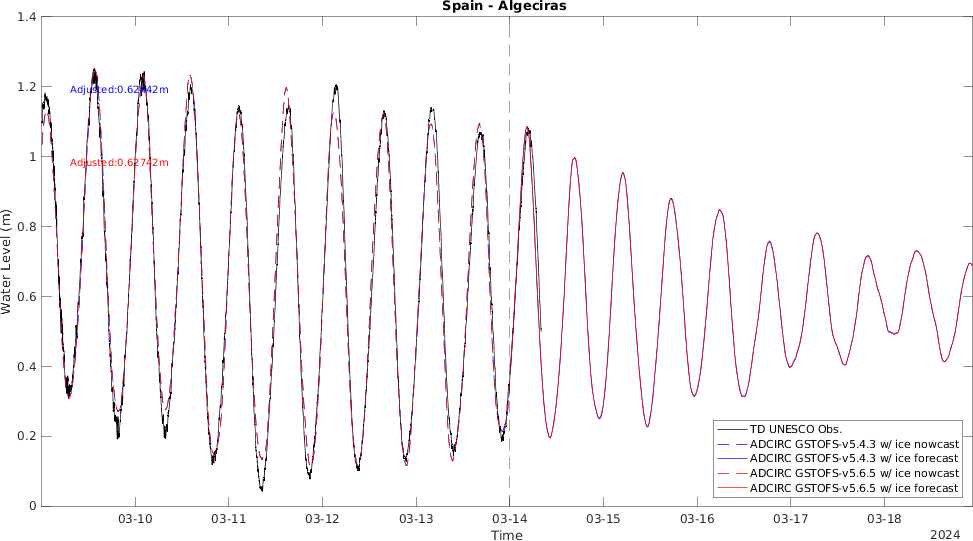 Spain - Algeciras
1.4
1.2
1
0.8
0.6
0.4
0.2
0
Water Level (m)
Adjusted:0.62442m
Adjusted:0.62742m
TD UNESCO Obs.
ADCIRC GSTOFS-v5.4.3 w/ ice nowcast
ADCIRC GSTOFS-v5.4.3 w/ ice forecast
ADCIRC GSTOFS-v5.6.5 w/ ice nowcast
ADCIRC GSTOFS-v5.6.5 w/ ice forecast
03-10 03-11 03-12 03-13 03-14 03-15 03-16 03-17 03-18
Time
2024